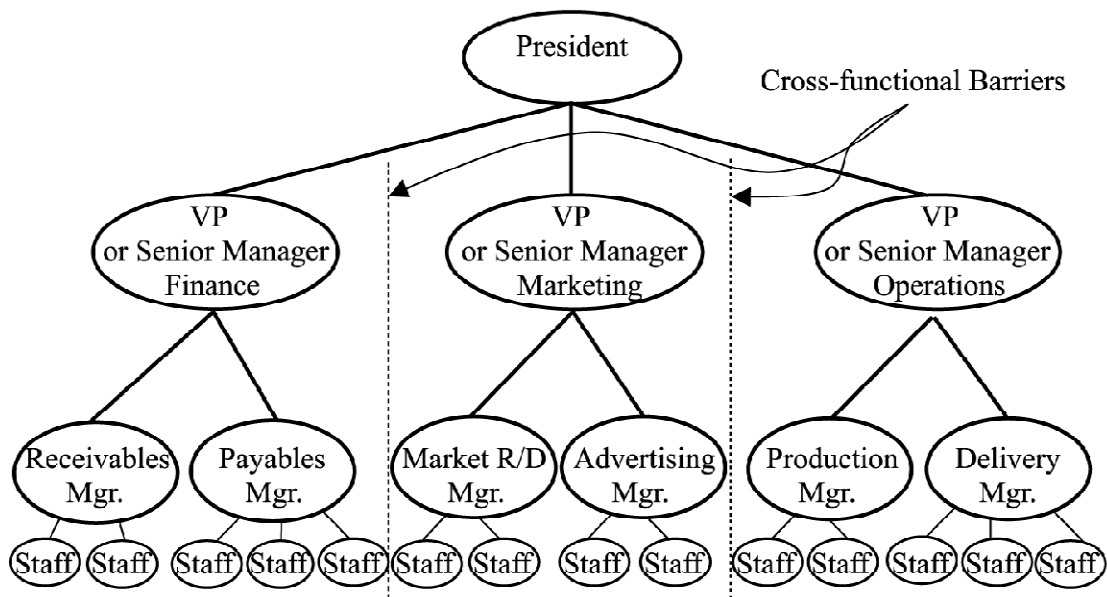 President
Cross-functional Barriers
VP
or Senior Manager
Finance
VP
or Senior Manager
Marketing
VP
or Senior Manager
Operations
Receivables
Mgr.
Payables
Mgr.
Market R/D
Mgr.
Advertising
Mgr.
Production
Mgr.
Delivery
Mgr.
Staff
Staff
Staff
Staff
Staff
Staff
Staff
Staff
Staff
Staff
Staff
Staff
Staff
Staff